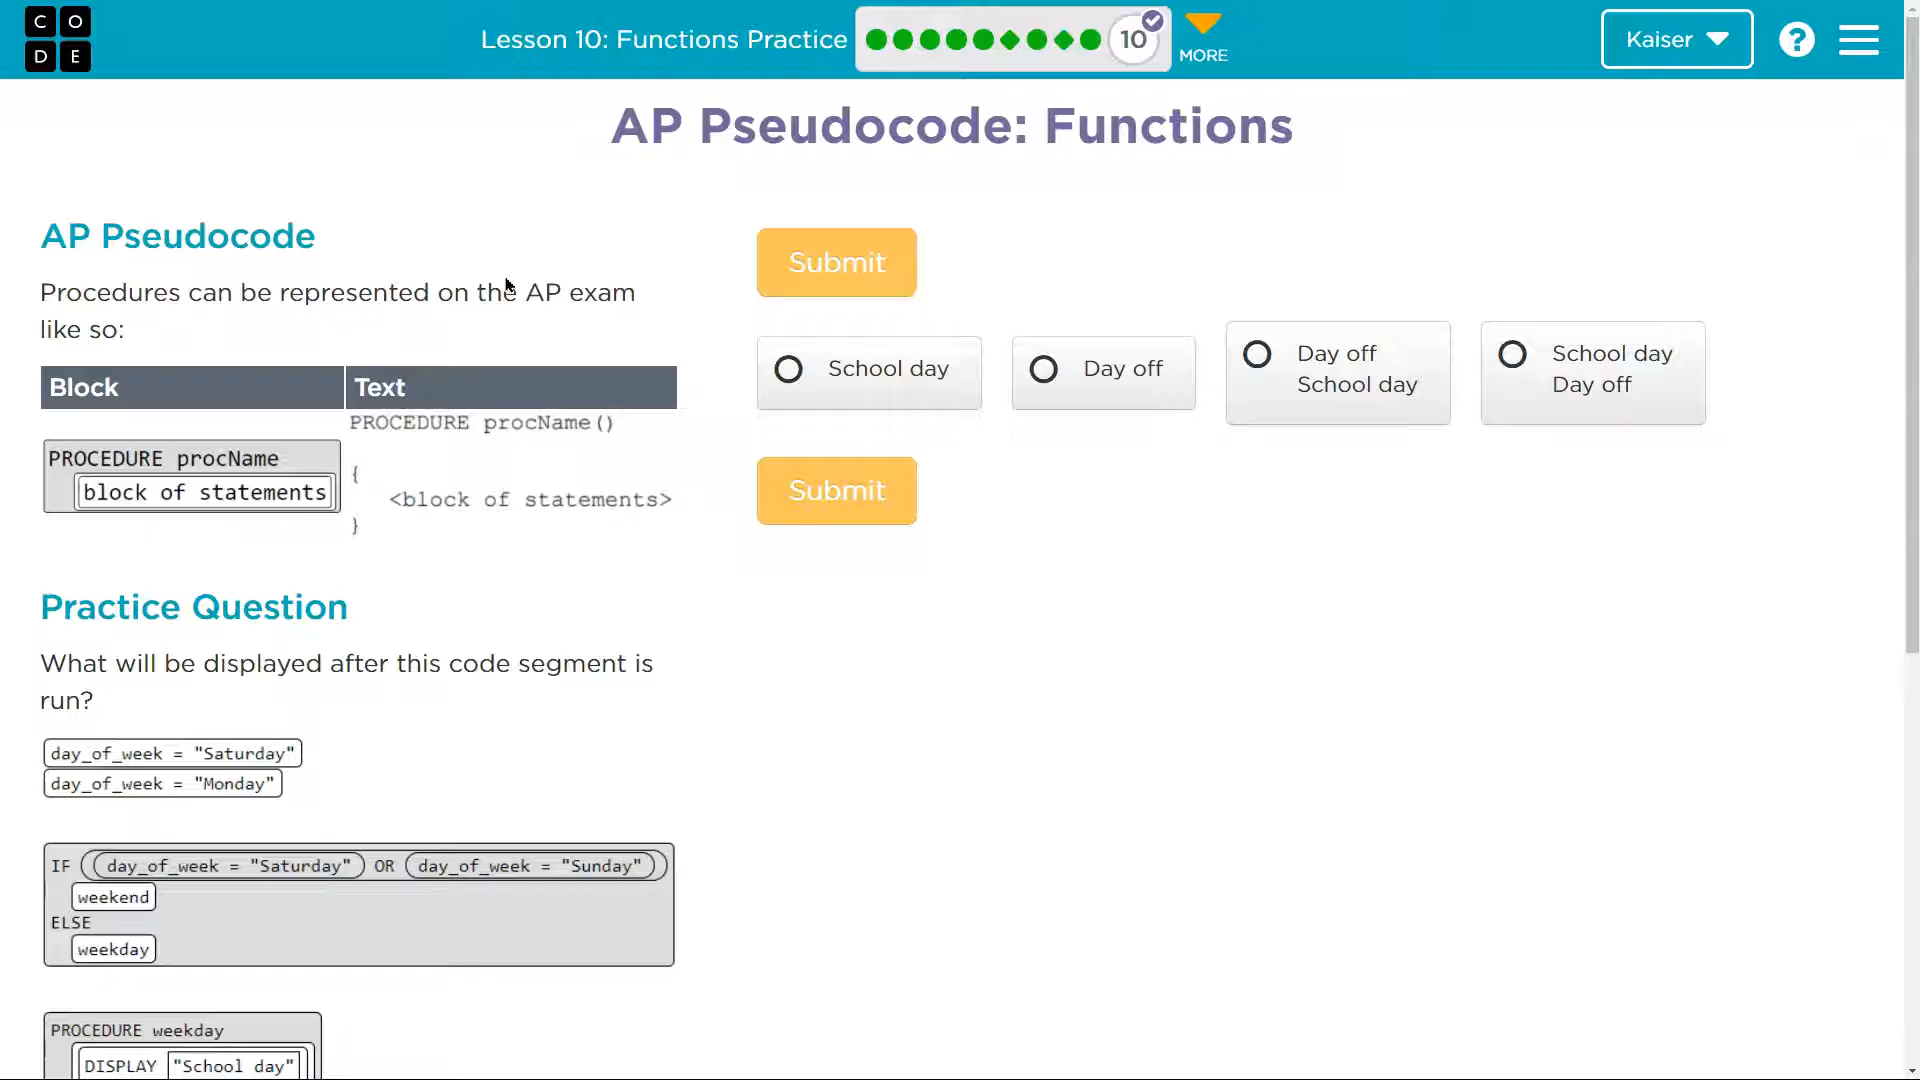 C O
D E
Lesson 10: Functions Practice
10
MORE
Kaiser
?
AP Pseudocode: Functions
AP Pseudocode
Procedures can be represented on the AP exam
like so:
Block
Text
PROCEDURE procName
block of statements
PROCEDURE procName()
{
<block of statements>
}
Practice Question
What will be displayed after this code segment is
run?
day_of_week = "Saturday"
day_of_week = "Monday"
IF day_of_week = "Saturday" OR day_of_week = "Sunday"
weekend
ELSE
weekday
PROCEDURE weekday
DISPLAY "School day"
Submit
School day
Day off
Day off
School day
School day
Day off
Submit